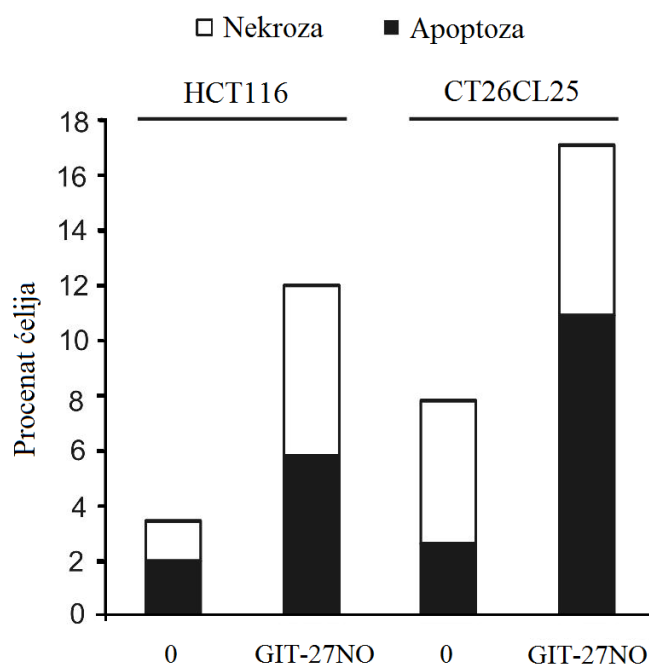 Nekroza Apoptoza
HCT116 CT26CL25
18
16
14
12
10
8
6
4
2
0
Procenat ćelija
0 GIT-27NO 0 GIT-27NO